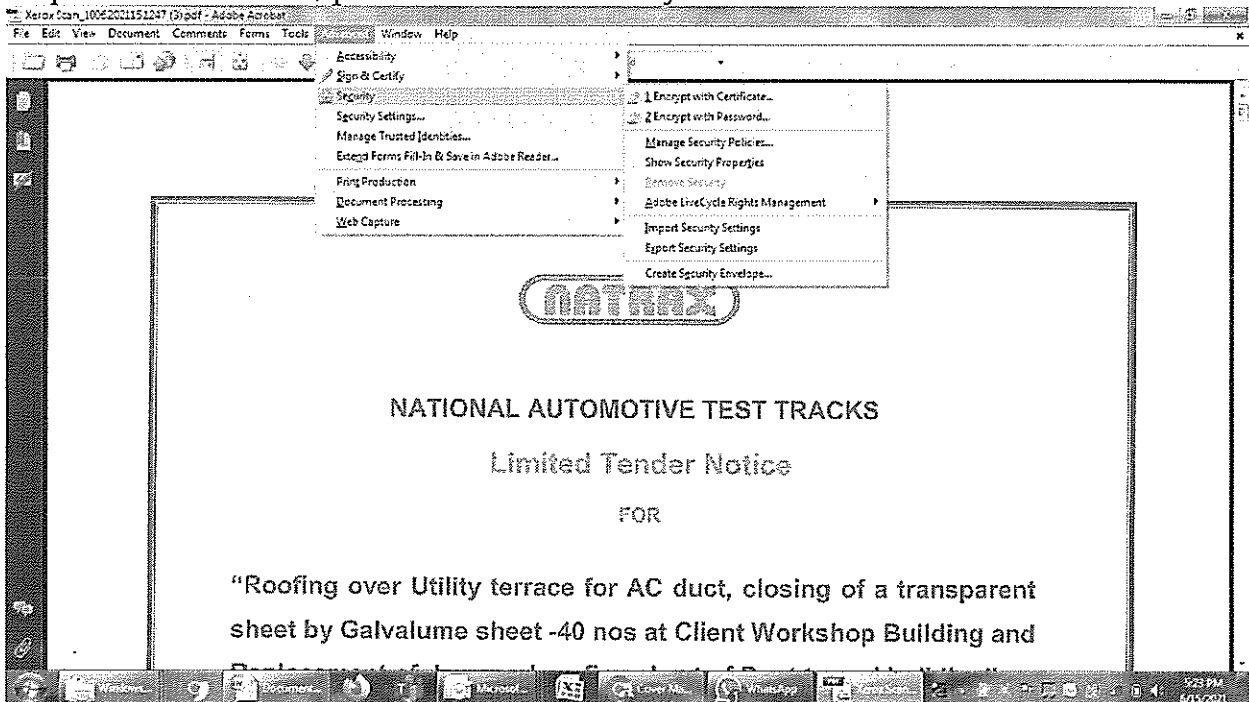 Xerox Scan_10062021151247 (3).pdf - Adobe Acrobat
File Edit View Document Comments Forms Tools Advanced Window Help
Accessibility
Sign & Certify
Security
Security Settings...
Manage Trusted Identities...
Extend Forms Fill-In & Save in Adobe Reader...
Print Production
Document Processing
Web Capture
1 Encrypt with Certificate...
2 Encrypt with Password...
Manage Security Policies...
Show Security Properties
Remove Security
Adobe LiveCycle Rights Management
Import Security Settings
Export Security Settings
Create Security Envelope...
NATRAX
NATIONAL AUTOMOTIVE TEST TRACKS
Limited Tender Notice
FOR
“Roofing over Utility terrace for AC duct, closing of a transparent
sheet by Galvalume sheet -40 nos at Client Workshop Building and
Windows... Document... Microsof... Cover Ma... WhatsApp Xerox Scan...
5:23 PM
6/15/2021